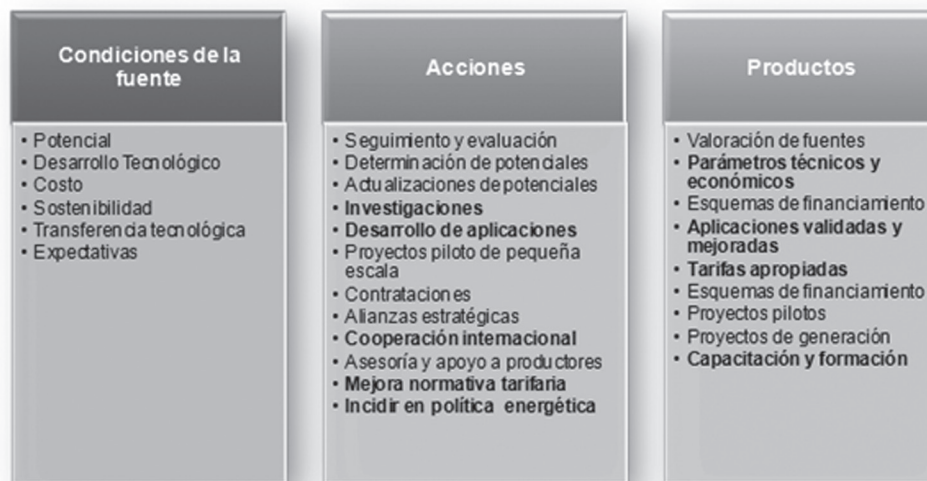 Condiciones de la
fuente
• Potencial
• Desarrollo Tecnológico
• Costo
• Sostenibilidad
• Transferencia tecnológica
• Expectativas
Acciones
• Seguimiento y evaluación
• Determinación de potenciales
• Actualizaciones de potenciales
• Investigaciones
• Desarrollo de aplicaciones
• Proyectos piloto de pequeña
escala
• Contrataciones
• Alianzas estratégicas
• Cooperación internacional
• Asesoría y apoyo a productores
• Mejora normativa tarifaria
• Incidir en política energética
Productos
• Valoración de fuentes
• Parámetros técnicos y
económicos
• Esquemas de financiamiento
• Aplicaciones validadas y
mejoradas
• Tarifas apropiadas
• Esquemas de financiamiento
• Proyectos pilotos
• Proyectos de generación
• Capacitación y formación